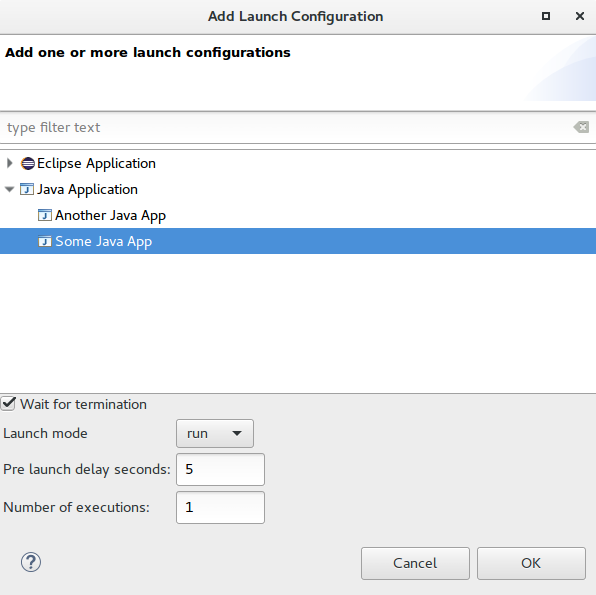 Add Launch Configuration
Add one or more launch configurations
type filter text
Eclipse Application
Java Application
Another Java App
Some Java App
Wait for termination
Launch mode run
Pre launch delay seconds: 5
Number of executions: 1
? Cancel OK